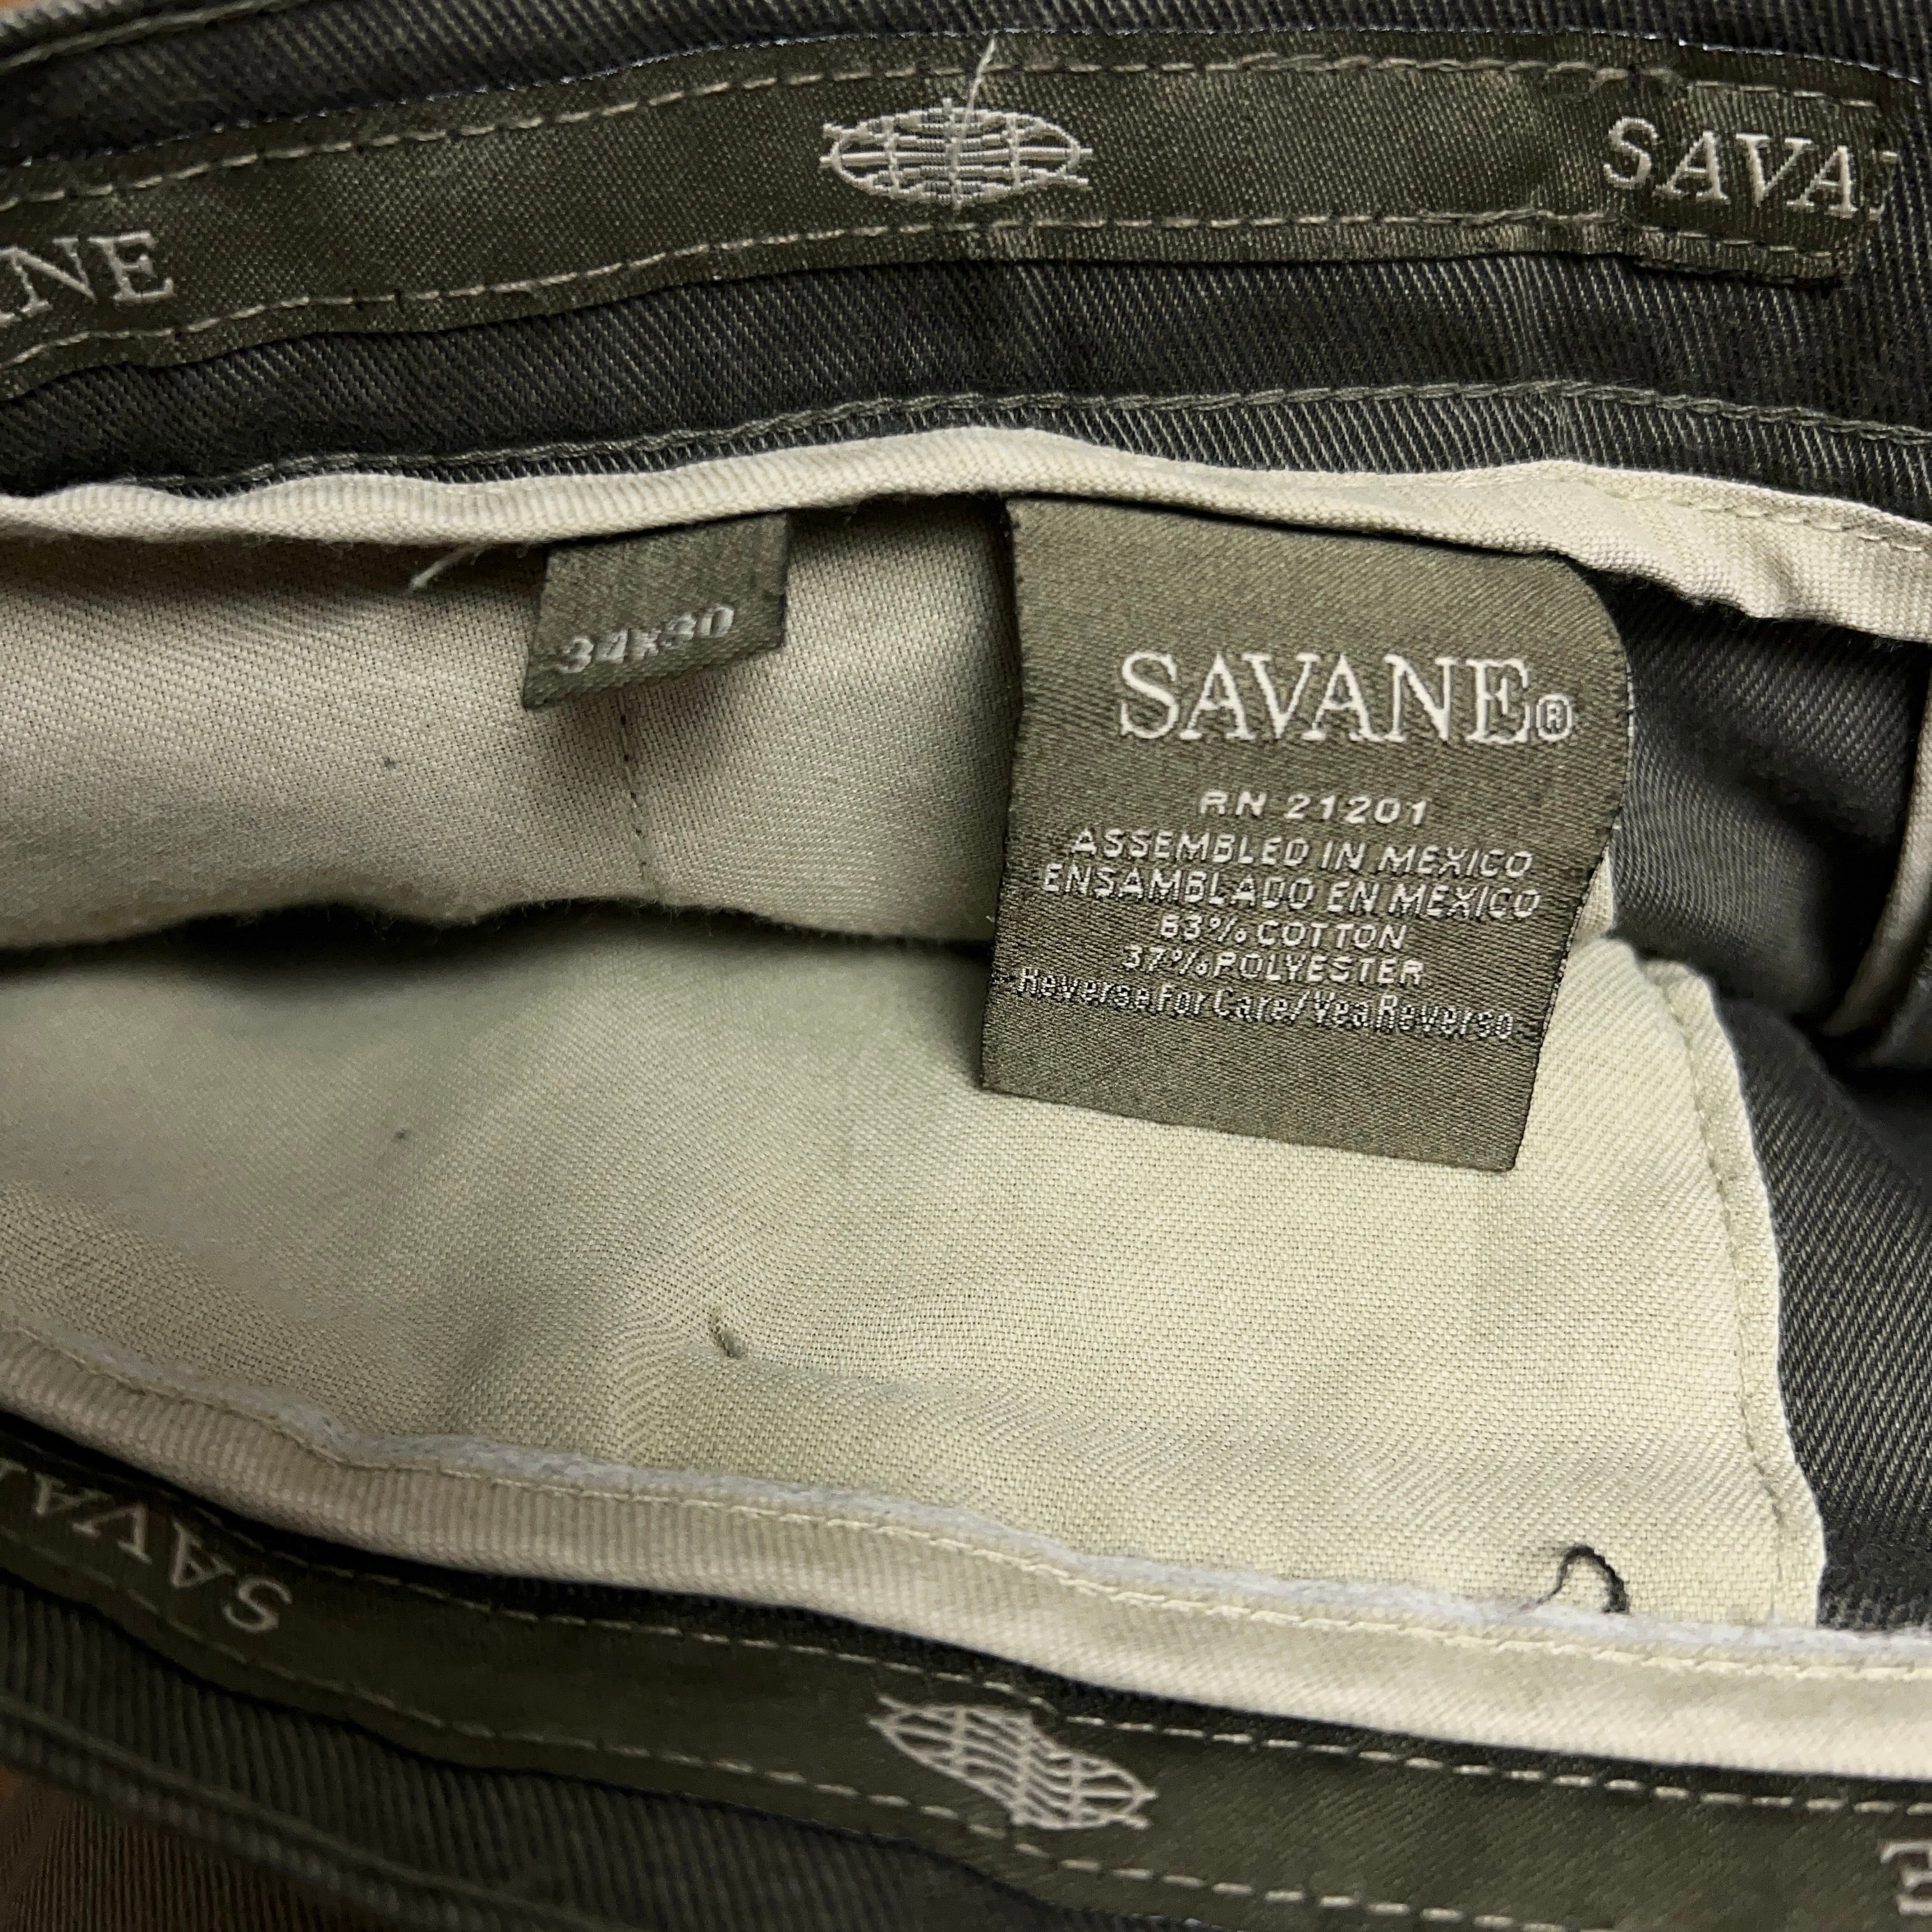 SAVA
NE
34x30
SAVANE®
RN 21201
ASSEMBLED IN MEXICO
ENSAMBLADO EN MEXICO
63% COTTON
37% POLYESTER
Reverse For Care/Vea Reverso
SAVA
E